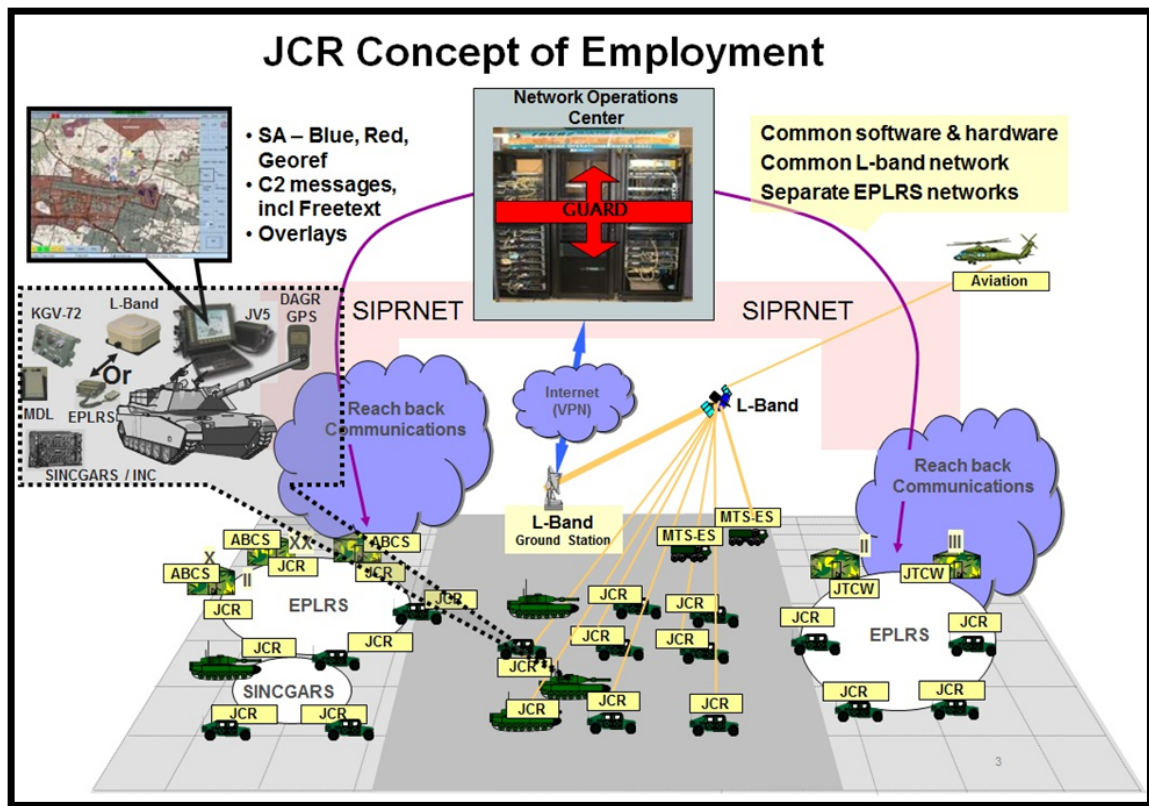 JCR Concept of Employment
Network Operations
Center
GUARD
• SA – Blue, Red,
Georef
• C2 messages,
incl Freetext
• Overlays
Common software & hardware
Common L-band network
Separate EPLRS networks
Aviation
SIPRNET
SIPRNET
KGV-72
L-Band
JV5
DAGR
GPS
Or
MDL
EPLRS
SINCGARS / INC
Reach back
Communications
Internet
(VPN)
L-Band
Reach back
Communications
L-Band
Ground Station
MTS-ES
MTS-ES
X
ABCS
XX
ABCS
ABCS
II
JCR
JCR
JCR
EPLRS
JCR
JCR
JCR
SINCGARS
JCR
JCR
JCR
JCR
JCR
JCR
JCR
JCR
JCR
JCR
JCR
JCR
II
III
JTCW
JTCW
JCR
JCR
EPLRS
JCR
JCR
3